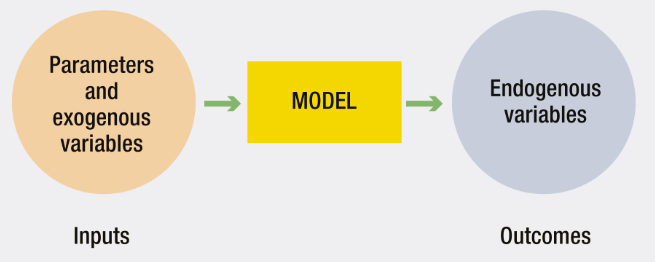 Parameters
and
exogenous
variables
MODEL
Endogenous
variables
Inputs
Outcomes